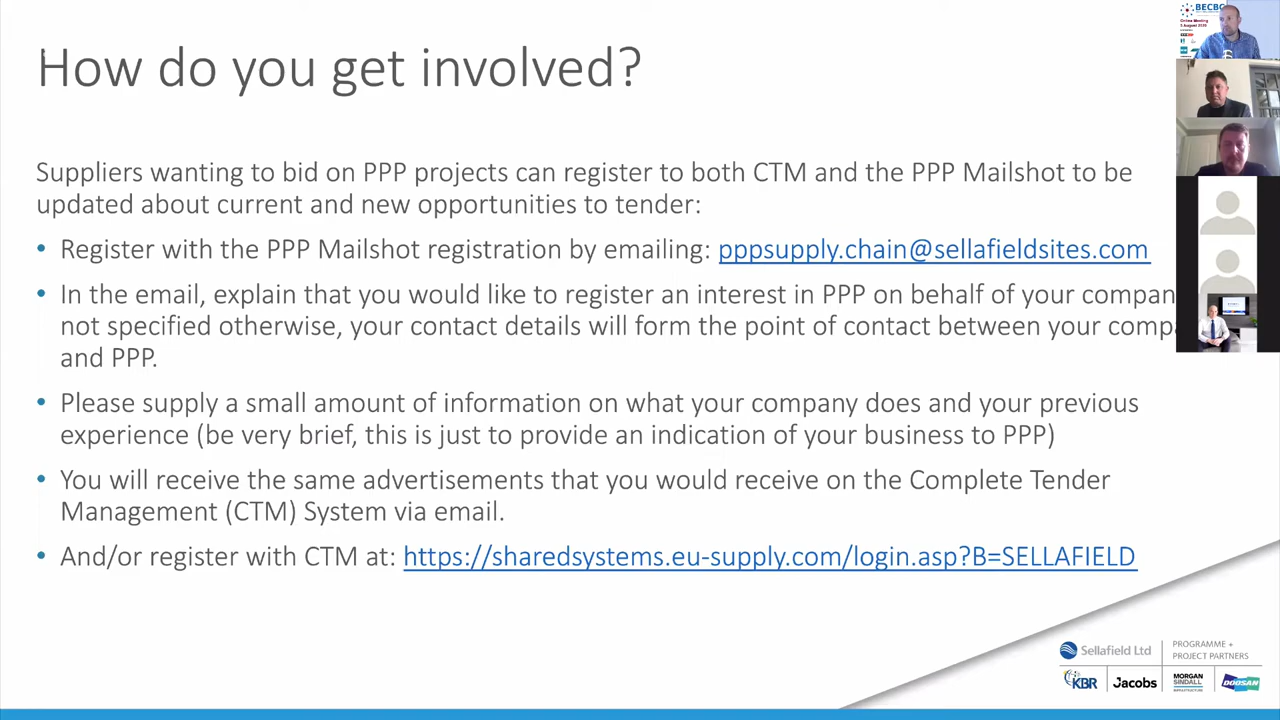 How do you get involved?
Suppliers wanting to bid on PPP projects can register to both CTM and the PPP Mailshot to be
updated about current and new opportunities to tender:
• Register with the PPP Mailshot registration by emailing: pppsupply.chain@sellafieldsites.com
• In the email, explain that you would like to register an interest in PPP on behalf of your compan
not specified otherwise, your contact details will form the point of contact between your comp
and PPP.
• Please supply a small amount of information on what your company does and your previous
experience (be very brief, this is just to provide an indication of your business to PPP)
• You will receive the same advertisements that you would receive on the Complete Tender
Management (CTM) System via email.
• And/or register with CTM at: https://sharedsystems.eu-supply.com/login.asp?B=SELLAFIELD
BECBC
Online Meeting
Sellafield Ltd
PROGRAMME +
PROJECT PARTNERS
KBR
Jacobs
MORGAN
SINDALL
INFRASTRUCTURE
DOOSAN